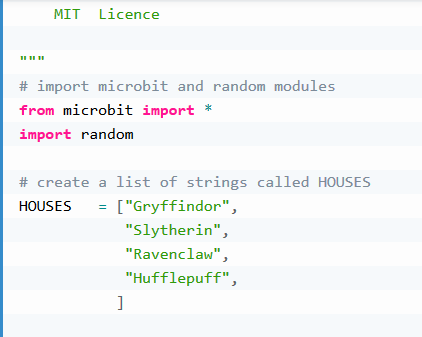 MIT  Licence
"""
# import microbit and random modules
from microbit import *
import random
# create a list of strings called HOUSES
HOUSES   = ["Gryffindor",
            "Slytherin",
            "Ravenclaw",
            "Hufflepuff",
           ]